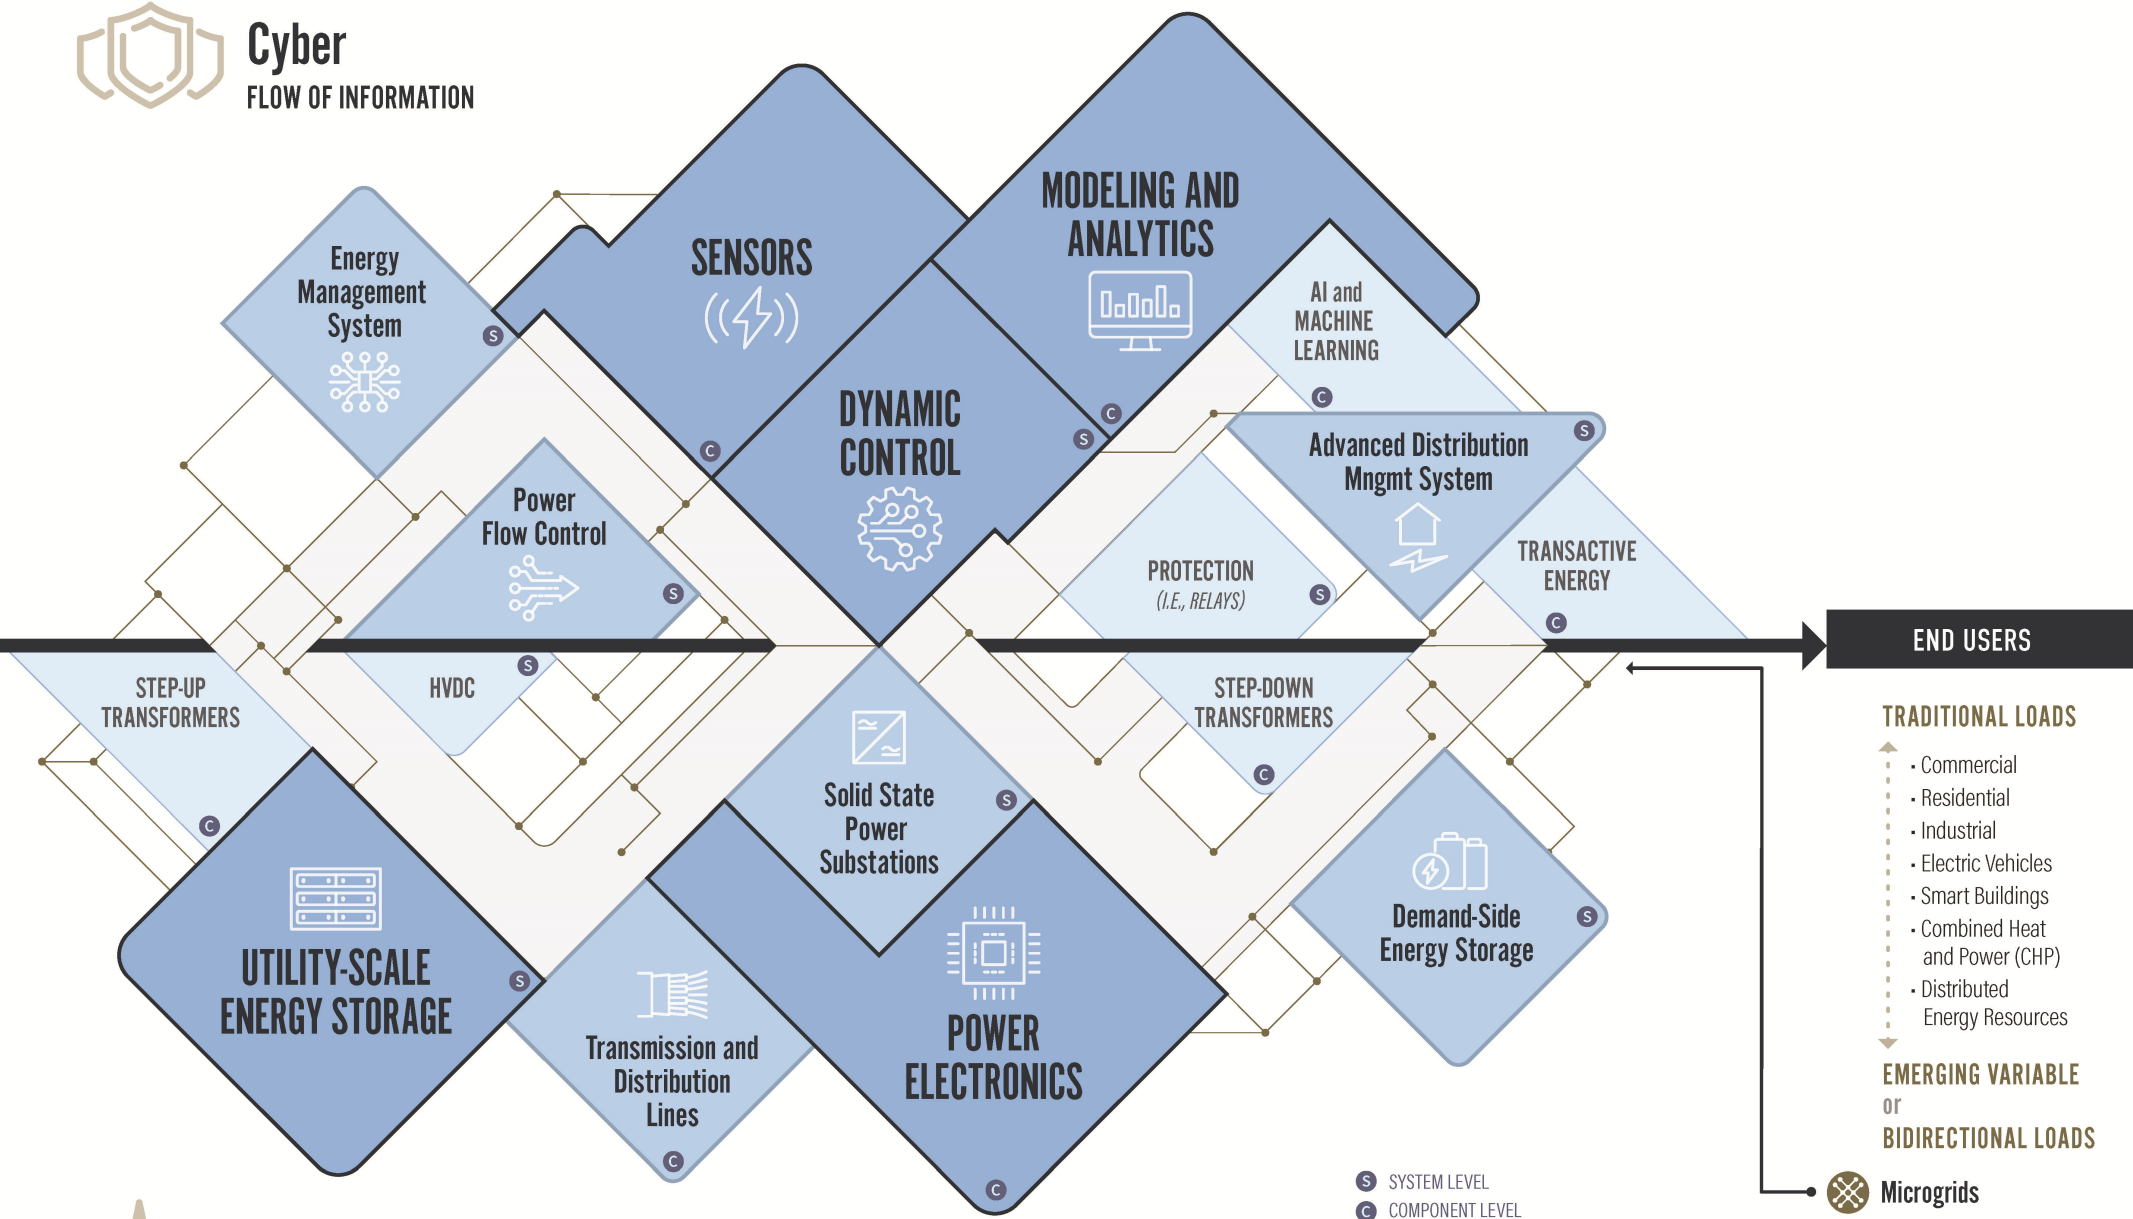 Cyber
FLOW OF INFORMATION
Energy
Management
System
S
SENSORS
C
MODELING AND
ANALYTICS
C
DYNAMIC
CONTROL
S
AI and
MACHINE
LEARNING
C
Advanced Distribution
Mngmt System
S
Power
Flow Control
S
PROTECTION
(I.E., RELAYS)
S
TRANSACTIVE
ENERGY
C
END USERS
STEP-UP
TRANSFORMERS
C
HVDC
S
STEP-DOWN
TRANSFORMERS
C
Solid State
Power
Substations
S
UTILITY-SCALE
ENERGY STORAGE
S
Transmission and
Distribution
Lines
C
POWER
ELECTRONICS
C
Demand-Side
Energy Storage
S
TRADITIONAL LOADS
· Commercial
· Residential
· Industrial
· Electric Vehicles
· Smart Buildings
· Combined Heat
and Power (CHP)
· Distributed
Energy Resources
EMERGING VARIABLE
or
BIDIRECTIONAL LOADS
Microgrids
S SYSTEM LEVEL
C COMPONENT LEVEL